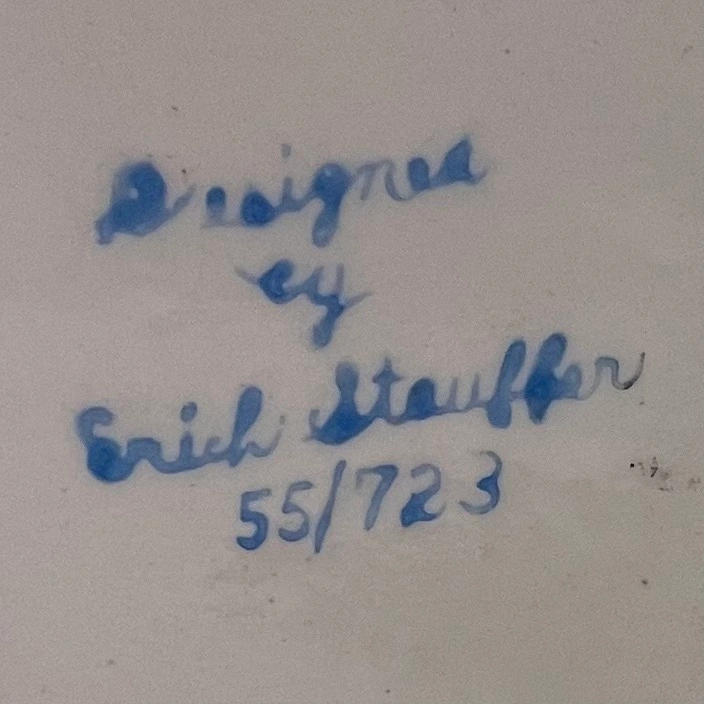 Designed
by
Erich Stauffer
55/723